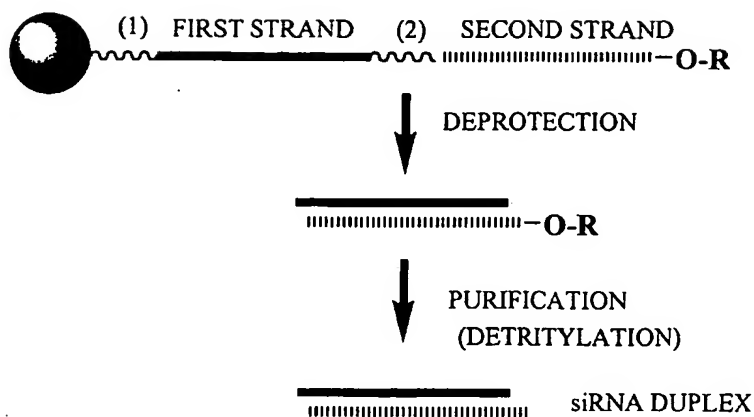 (1) FIRST STRAND (2) SECOND STRAND
O-R
DEPROTECTION
O-R
PURIFICATION
(DETRITYLATION)
siRNA DUPLEX